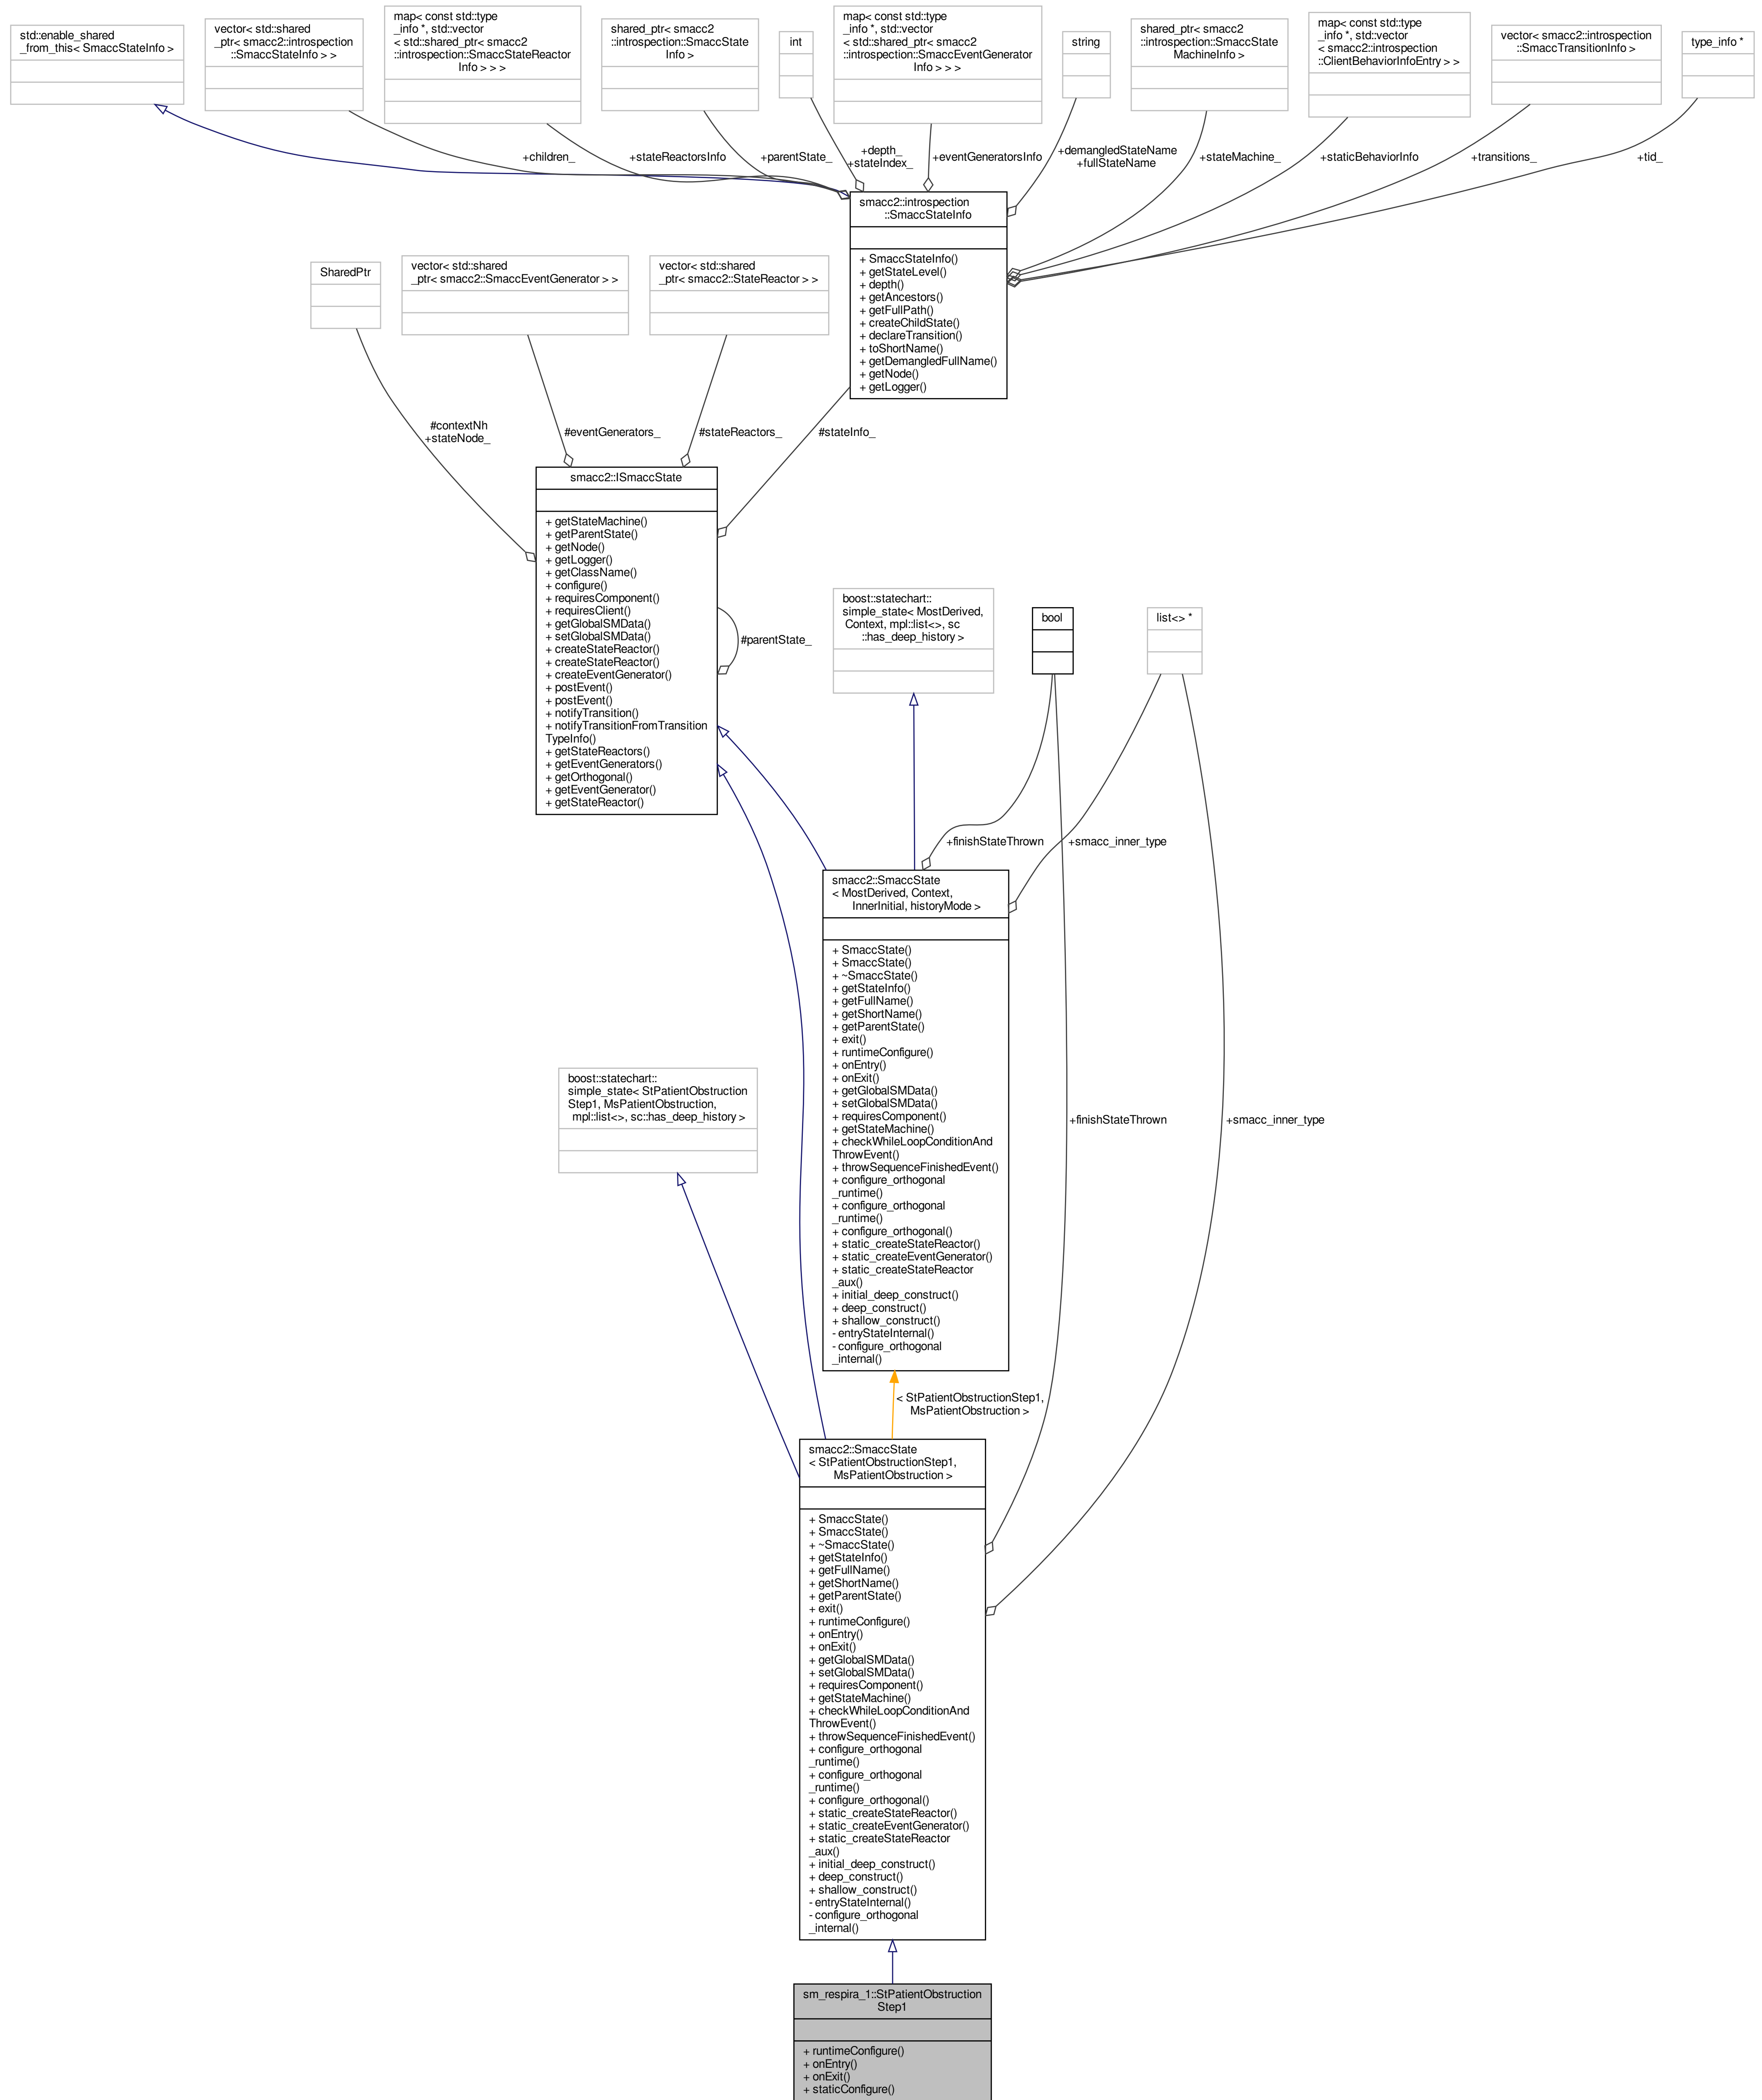 std::enable_shared
_from_this< SmaccStateInfo >
vector< std::shared
_ptr< smacc2::introspection
::SmaccStateInfo > >
map< const std::type
_info *, std::vector
< std::shared_ptr< smacc2
::introspection::SmaccStateReactor
Info > > >
shared_ptr< smacc2
::introspection::SmaccState
Info >
int
map< const std::type
_info *, std::vector
< std::shared_ptr< smacc2
::introspection::SmaccEventGenerator
Info > > >
string
shared_ptr< smacc2
::introspection::SmaccState
MachineInfo >
map< const std::type
_info *, std::vector
< smacc2::introspection
::ClientBehaviorInfoEntry > >
vector< smacc2::introspection
::SmaccTransitionInfo >
type_info *
+children_
+stateReactorsInfo
+parentState_
+depth_
+stateIndex_
+eventGeneratorsInfo
+demangledStateName
+fullStateName
+stateMachine_
+staticBehaviorInfo
+transitions_
+tid_
smacc2::introspection
::SmaccStateInfo
+ SmaccStateInfo()
+ getStateLevel()
+ depth()
+ getAncestors()
+ getFullPath()
+ createChildState()
+ declareTransition()
+ toShortName()
+ getDemangledFullName()
+ getNode()
+ getLogger()
SharedPtr
vector< std::shared
_ptr< smacc2::SmaccEventGenerator > >
vector< std::shared
_ptr< smacc2::StateReactor > >
#contextNh
+stateNode_
#eventGenerators_
#stateReactors_
#stateInfo_
smacc2::ISmaccState
+ getStateMachine()
+ getParentState()
+ getNode()
+ getLogger()
+ getClassName()
+ configure()
+ requiresComponent()
+ requiresClient()
+ getGlobalSMData()
+ setGlobalSMData()
+ createStateReactor()
+ createStateReactor()
+ createEventGenerator()
+ postEvent()
+ postEvent()
+ notifyTransition()
+ notifyTransitionFromTransition
TypeInfo()
+ getStateReactors()
+ getEventGenerators()
+ getOrthogonal()
+ getEventGenerator()
+ getStateReactor()
#parentState_
boost::statechart::
simple_state< MostDerived,
Context, mpl::list<>, sc
::has_deep_history >
bool
list<> *
+finishStateThrown
+smacc_inner_type
smacc2::SmaccState
< MostDerived, Context,
InnerInitial, historyMode >
+ SmaccState()
+ SmaccState()
+ ~SmaccState()
+ getStateInfo()
+ getFullName()
+ getShortName()
+ getParentState()
+ exit()
+ runtimeConfigure()
+ onEntry()
+ onExit()
+ getGlobalSMData()
+ setGlobalSMData()
+ requiresComponent()
+ getStateMachine()
+ checkWhileLoopConditionAnd
ThrowEvent()
+ throwSequenceFinishedEvent()
+ configure_orthogonal
_runtime()
+ configure_orthogonal
_runtime()
+ configure_orthogonal()
+ static_createStateReactor()
+ static_createEventGenerator()
+ static_createStateReactor
_aux()
+ initial_deep_construct()
+ deep_construct()
+ shallow_construct()
- entryStateInternal()
- configure_orthogonal
_internal()
boost::statechart::
simple_state< StPatientObstruction
Step1, MsPatientObstruction,
mpl::list<>, sc::has_deep_history >
+finishStateThrown
+smacc_inner_type
< StPatientObstructionStep1,
MsPatientObstruction >
smacc2::SmaccState
< StPatientObstructionStep1,
MsPatientObstruction >
+ SmaccState()
+ SmaccState()
+ ~SmaccState()
+ getStateInfo()
+ getFullName()
+ getShortName()
+ getParentState()
+ exit()
+ runtimeConfigure()
+ onEntry()
+ onExit()
+ getGlobalSMData()
+ setGlobalSMData()
+ requiresComponent()
+ getStateMachine()
+ checkWhileLoopConditionAnd
ThrowEvent()
+ throwSequenceFinishedEvent()
+ configure_orthogonal
_runtime()
+ configure_orthogonal
_runtime()
+ configure_orthogonal()
+ static_createStateReactor()
+ static_createEventGenerator()
+ static_createStateReactor
_aux()
+ initial_deep_construct()
+ deep_construct()
+ shallow_construct()
- entryStateInternal()
- configure_orthogonal
_internal()
sm_respira_1::StPatientObstruction
Step1
+ runtimeConfigure()
+ onEntry()
+ onExit()
+ staticConfigure()